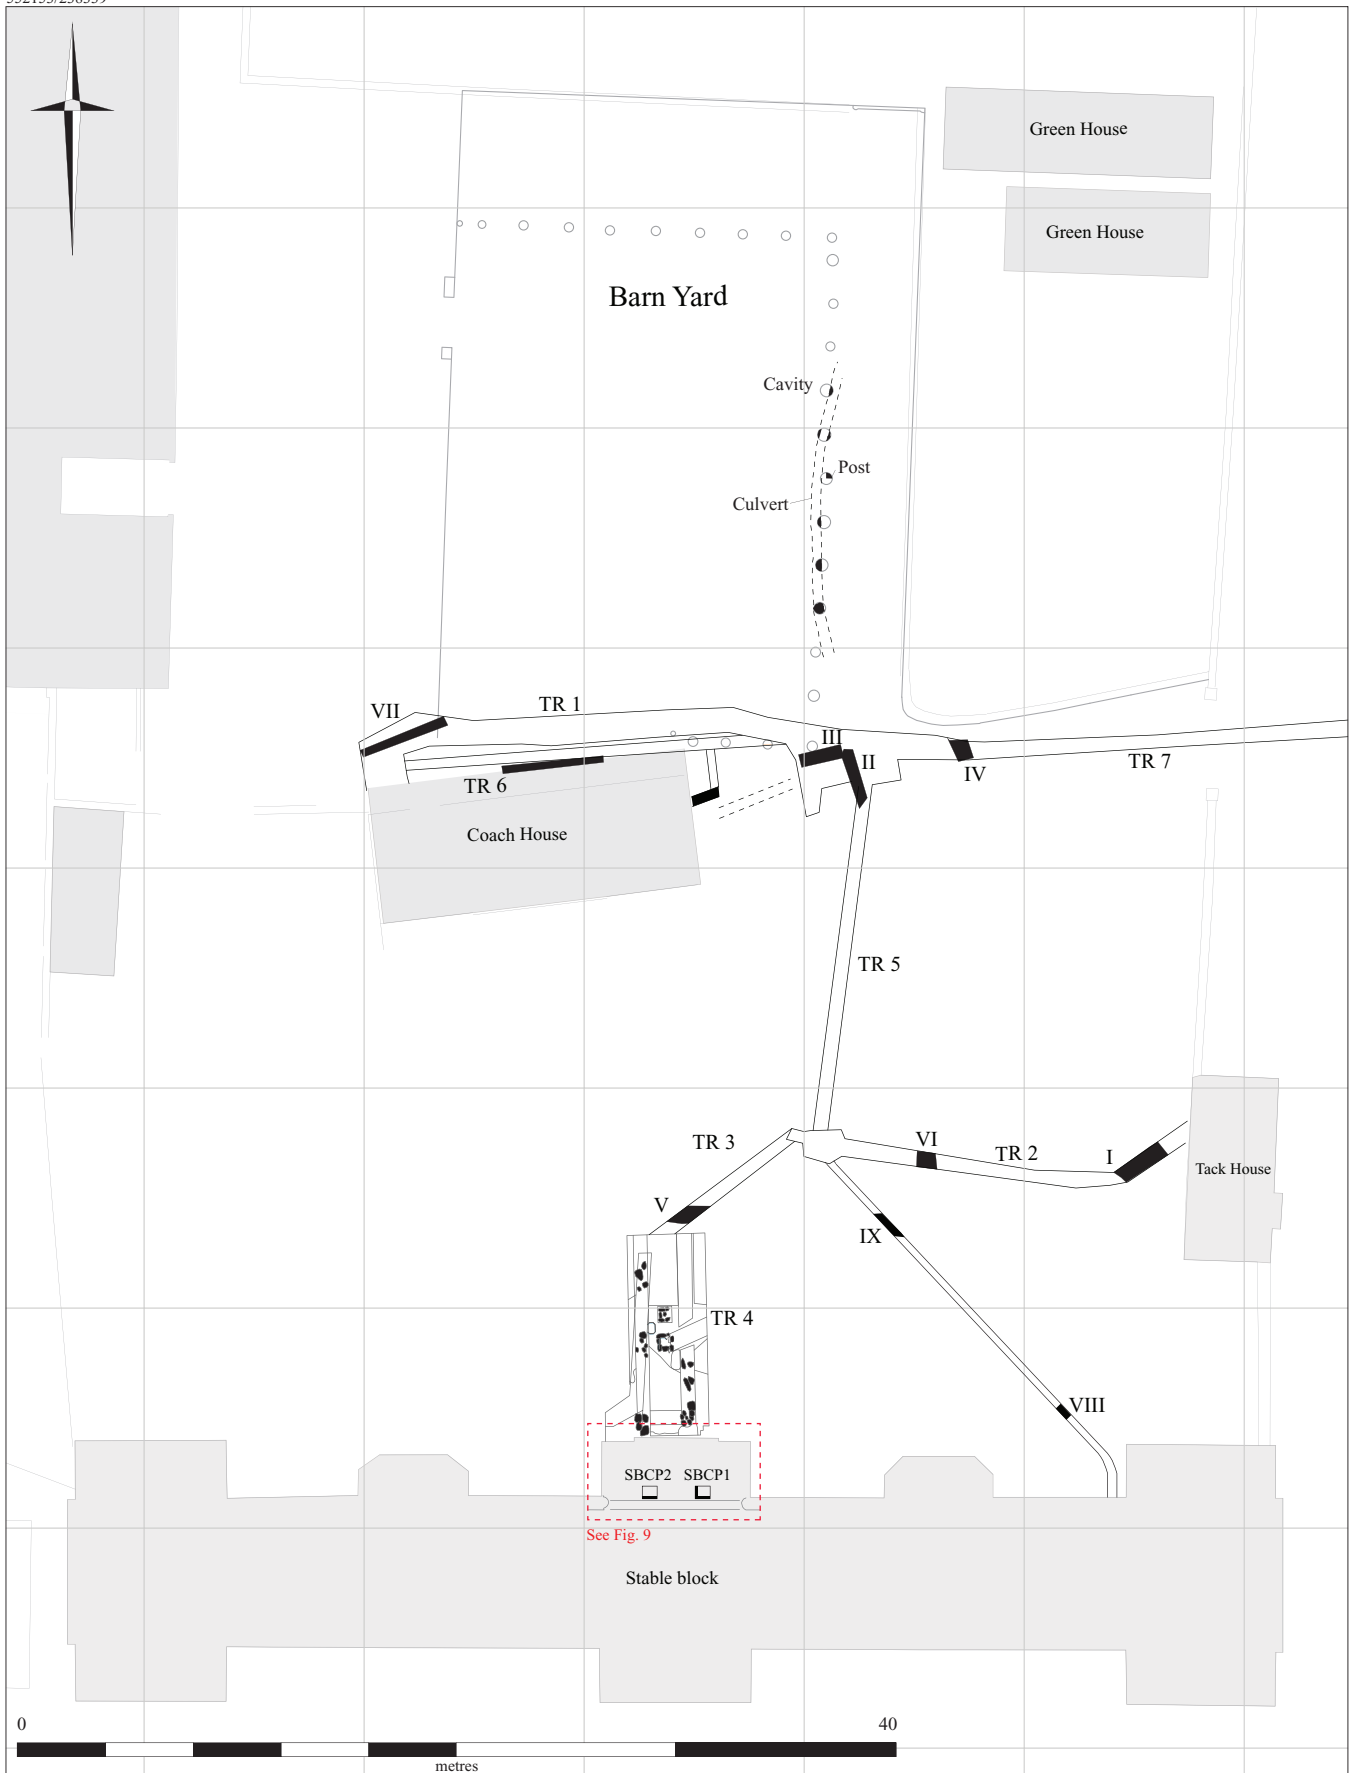 Green House
Green House
Barn Yard
Cavity
Post
Culvert
VII
TR 1
III
II
IV
TR 7
TR 6
Coach House
TR 5
TR 3
VI
TR 2
I
Tack House
V
IX
TR 4
VIII
SBCP2 SBCP1
See Fig. 9
Stable block
0 40
metres